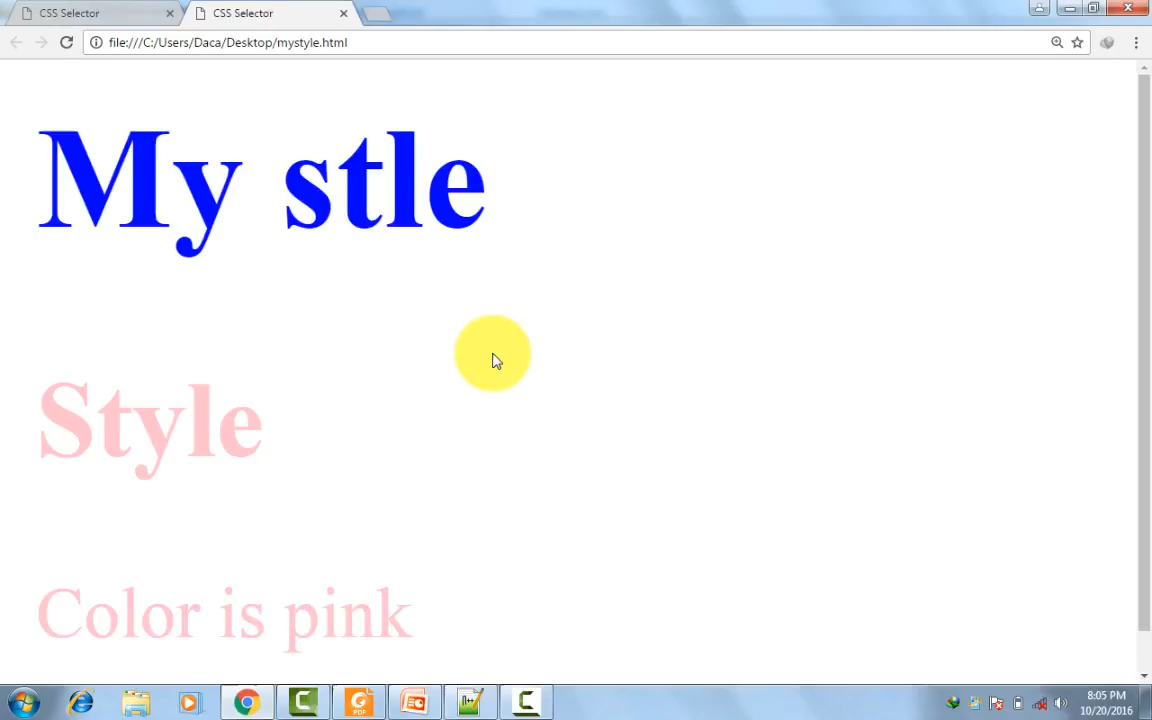 CSS Selector
CSS Selector
file:///C:/Users/Daca/Desktop/mystyle.html
My stle
Style
Color is pink
PDF
8:05 PM
10/20/2016